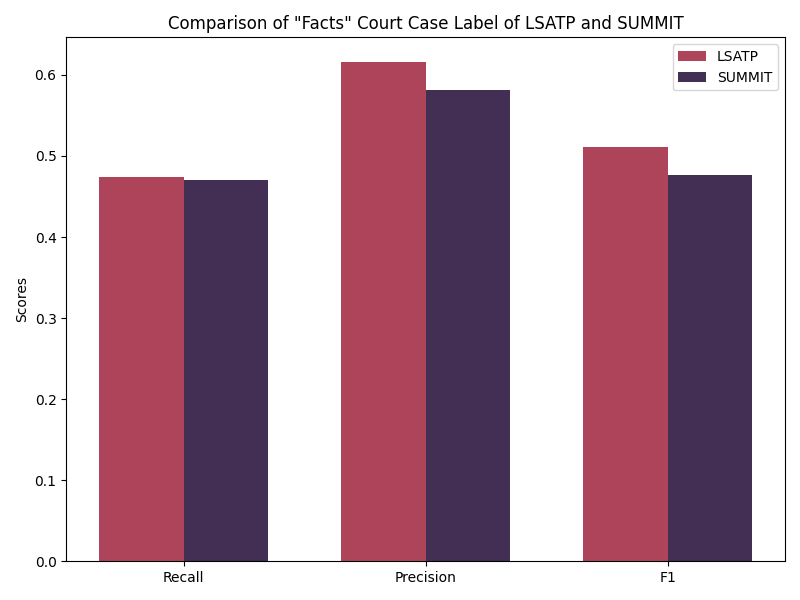 Comparison of "Facts" Court Case Label of LSATP and SUMMIT
LSATP
SUMMIT
Scores
0.6
0.5
0.4
0.3
0.2
0.1
0.0
Recall
Precision
F1